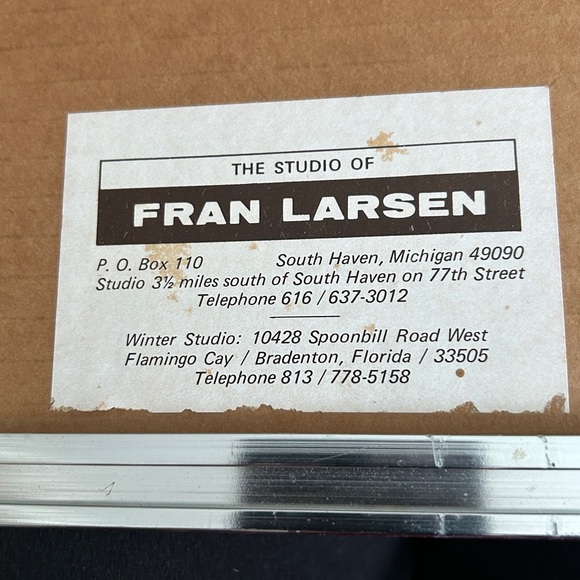 THE STUDIO OF
FRAN LARSEN
P. O. Box 110 South Haven, Michigan 49090
Studio 3½ miles south of South Haven on 77th Street
Telephone 616 / 637-3012
Winter Studio: 10428 Spoonbill Road West
Flamingo Cay / Bradenton, Florida / 33505
Telephone 813 / 778-5158